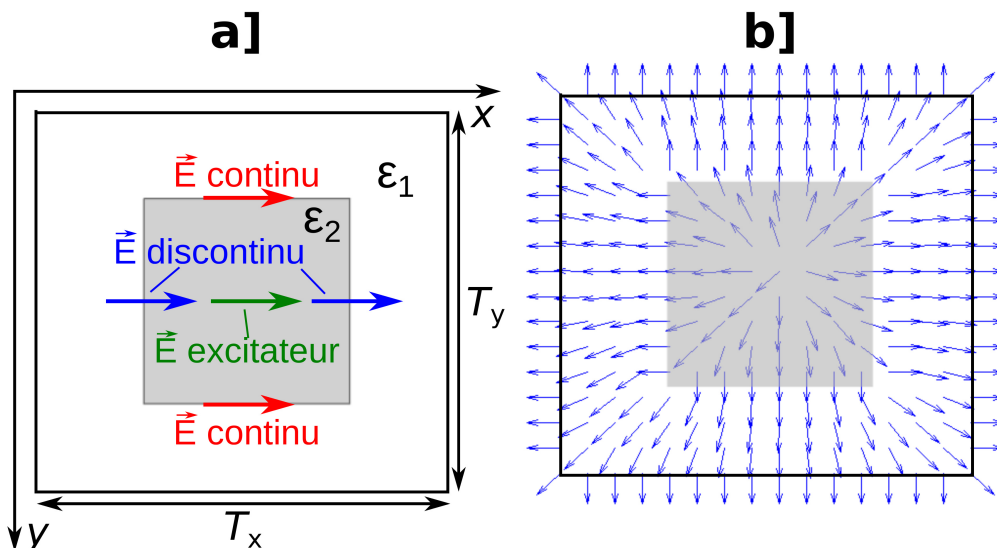 a]
b]
x
E continu
ε1
ε2
E discontinu
Ty
E excitateur
E continu
Tx
y